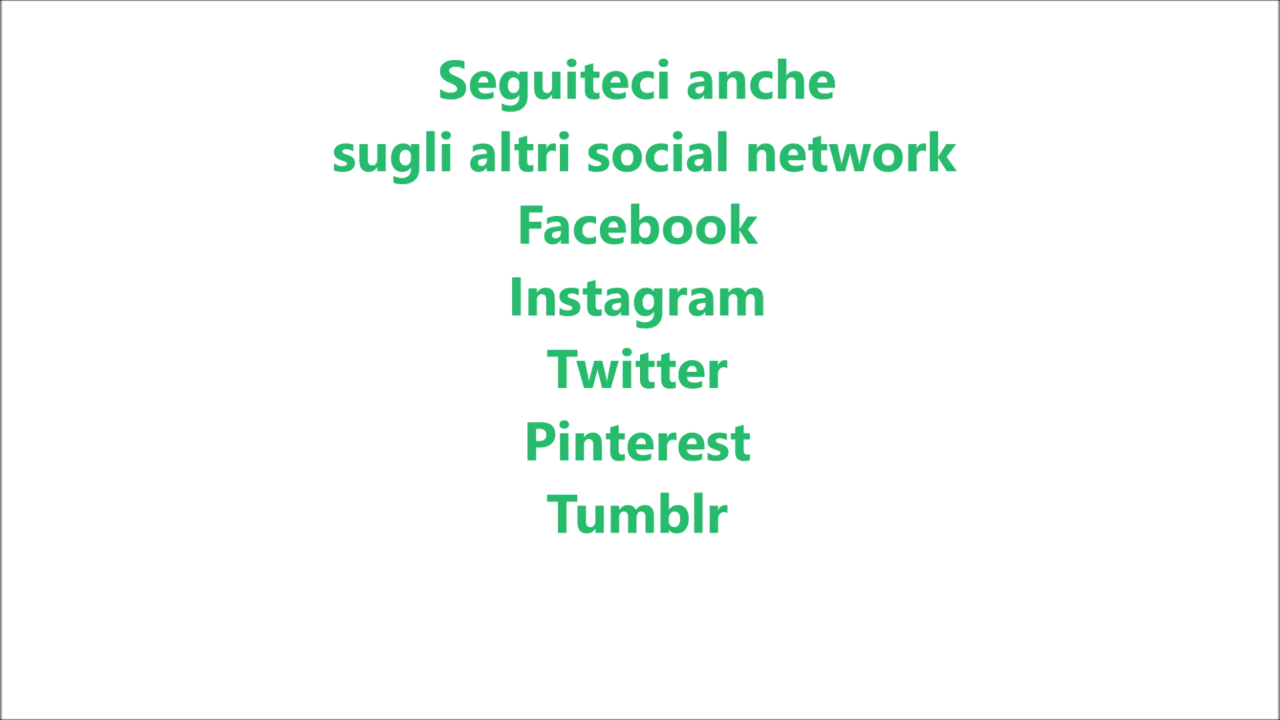 Seguiteci anche
sugli altri social network
Facebook
Instagram
Twitter
Pinterest
Tumblr